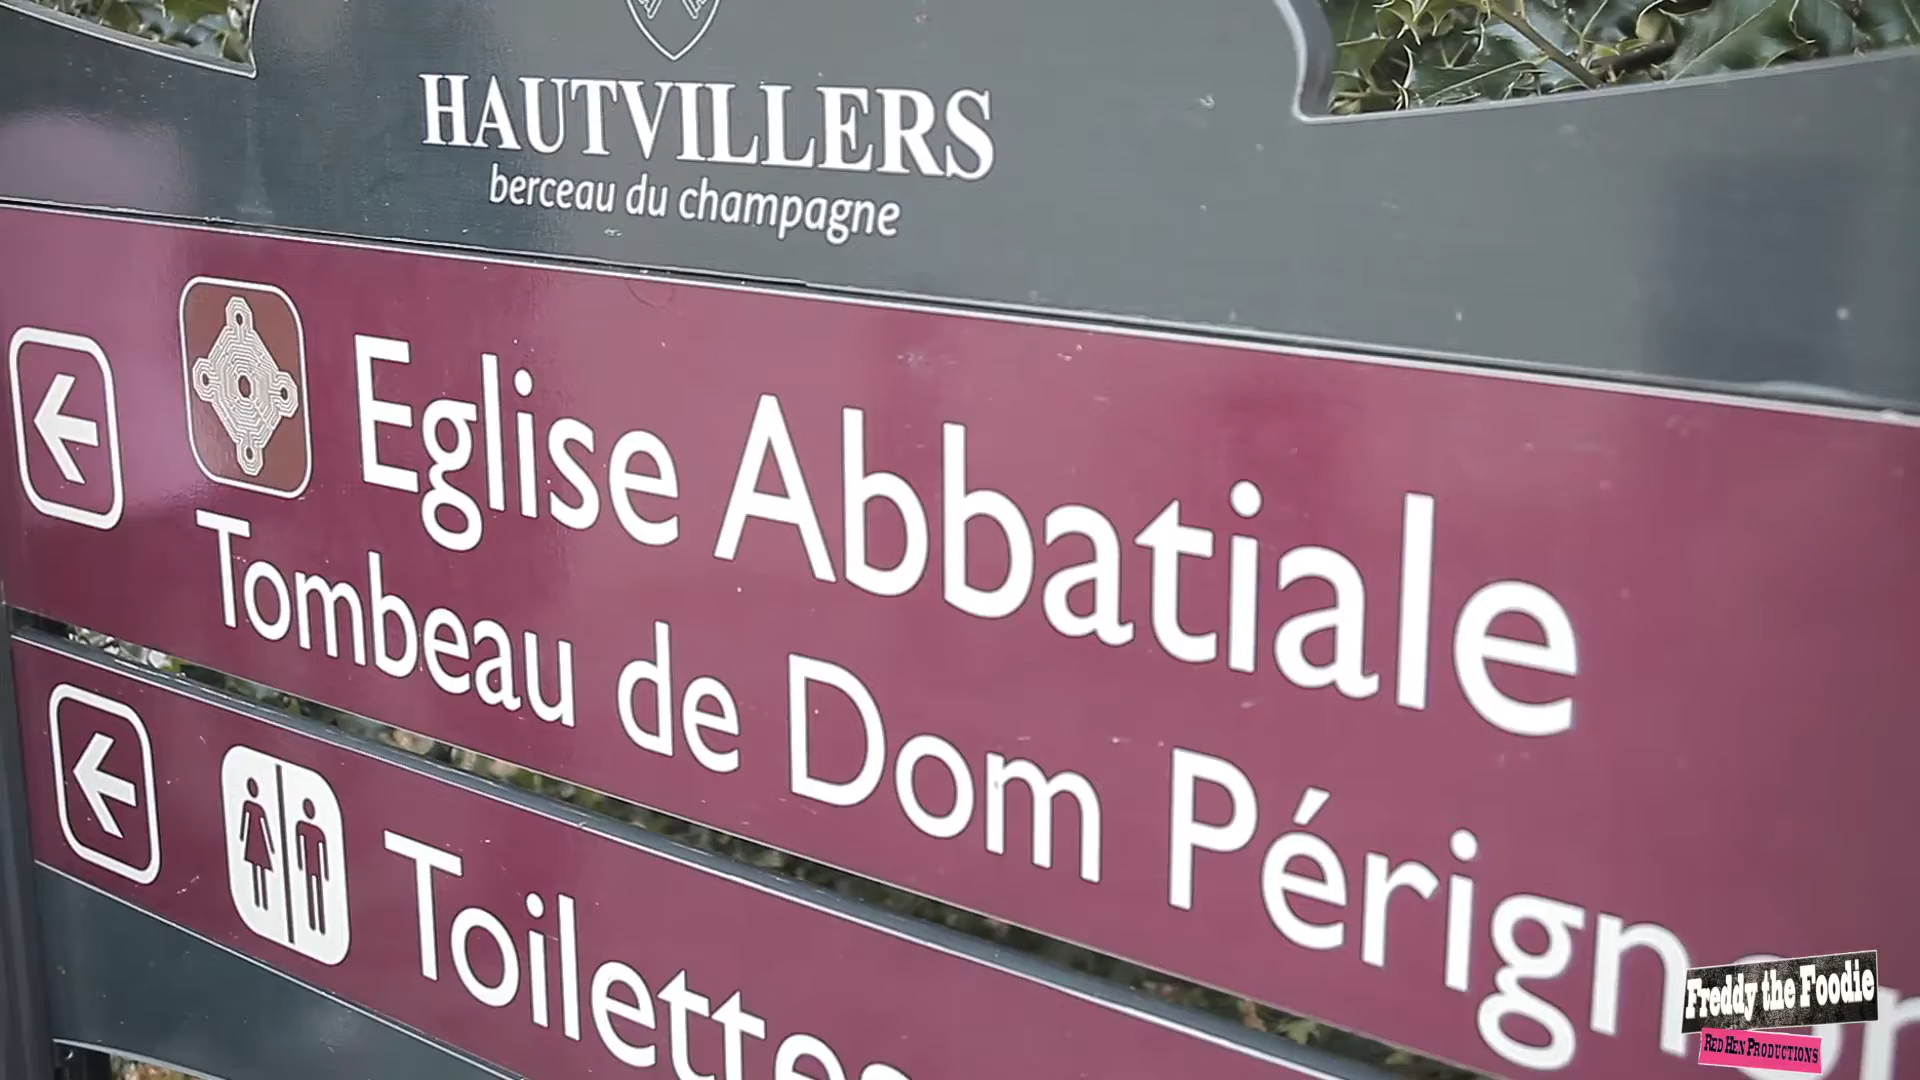 HAUTVILLERS
berceau du champagne
Eglise Abbatiale
Tombeau de Dom Pérignon
Toilettes
Freddy the Foodie
RED HEN PRODUCTIONS